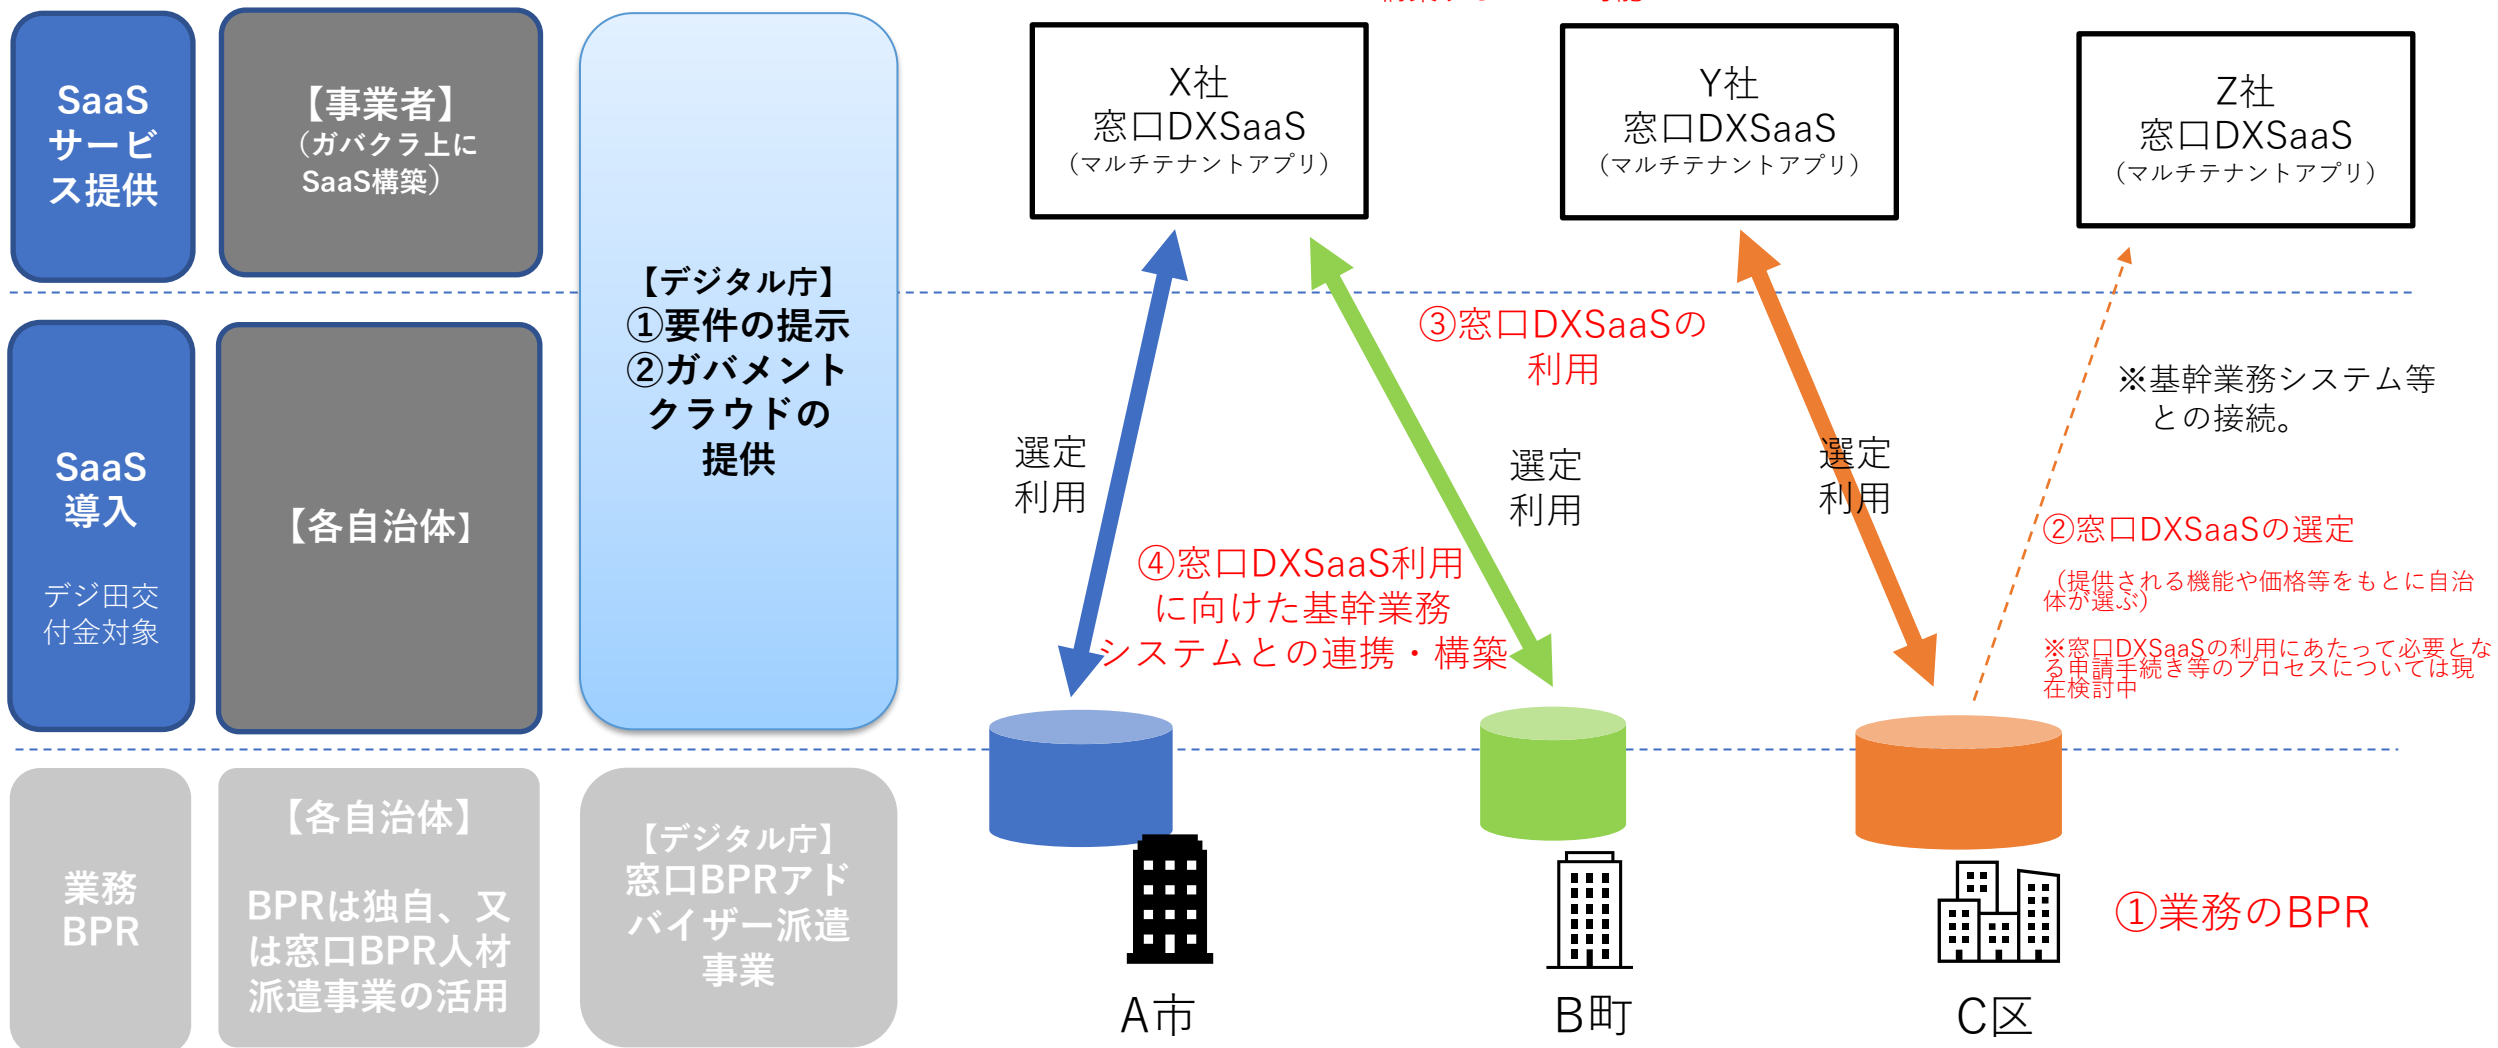 SaaS
サービ
ス提供
【事業者】
（ガバクラ上に
SaaS構築）
【デジタル庁】
①要件の提示
②ガバメント
クラウドの
提供
X社
窓口DXSaaS
（マルチテナントアプリ）
Y社
窓口DXSaaS
（マルチテナントアプリ）
Z社
窓口DXSaaS
（マルチテナントアプリ）
SaaS
導入
デジ田交
付金対象
【各自治体】
③窓口DXSaaSの
利用
※基幹業務システム等
との接続。
選定
利用
選定
利用
選定
利用
②窓口DXSaaSの選定
（提供される機能や価格等をもとに自治
体が選ぶ）
※窓口DXSaaSの利用にあたって必要とな
る申請手続き等のプロセスについては現
在検討中
④窓口DXSaaS利用
に向けた基幹業務
システムとの連携・構築
業務
BPR
【各自治体】
BPRは独自、又
は窓口BPR人材
派遣事業の活用
【デジタル庁】
窓口BPRアド
バイザー派遣
事業
①業務のBPR
A市
B町
C区